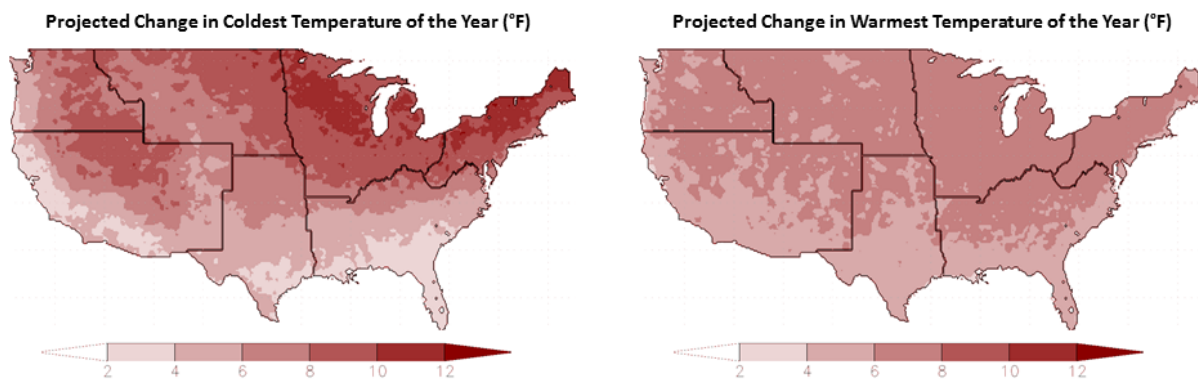 Projected Change in Coldest Temperature of the Year (°F)
Projected Change in Warmest Temperature of the Year (°F)
2 4 6 8 10 12
2 4 6 8 10 12